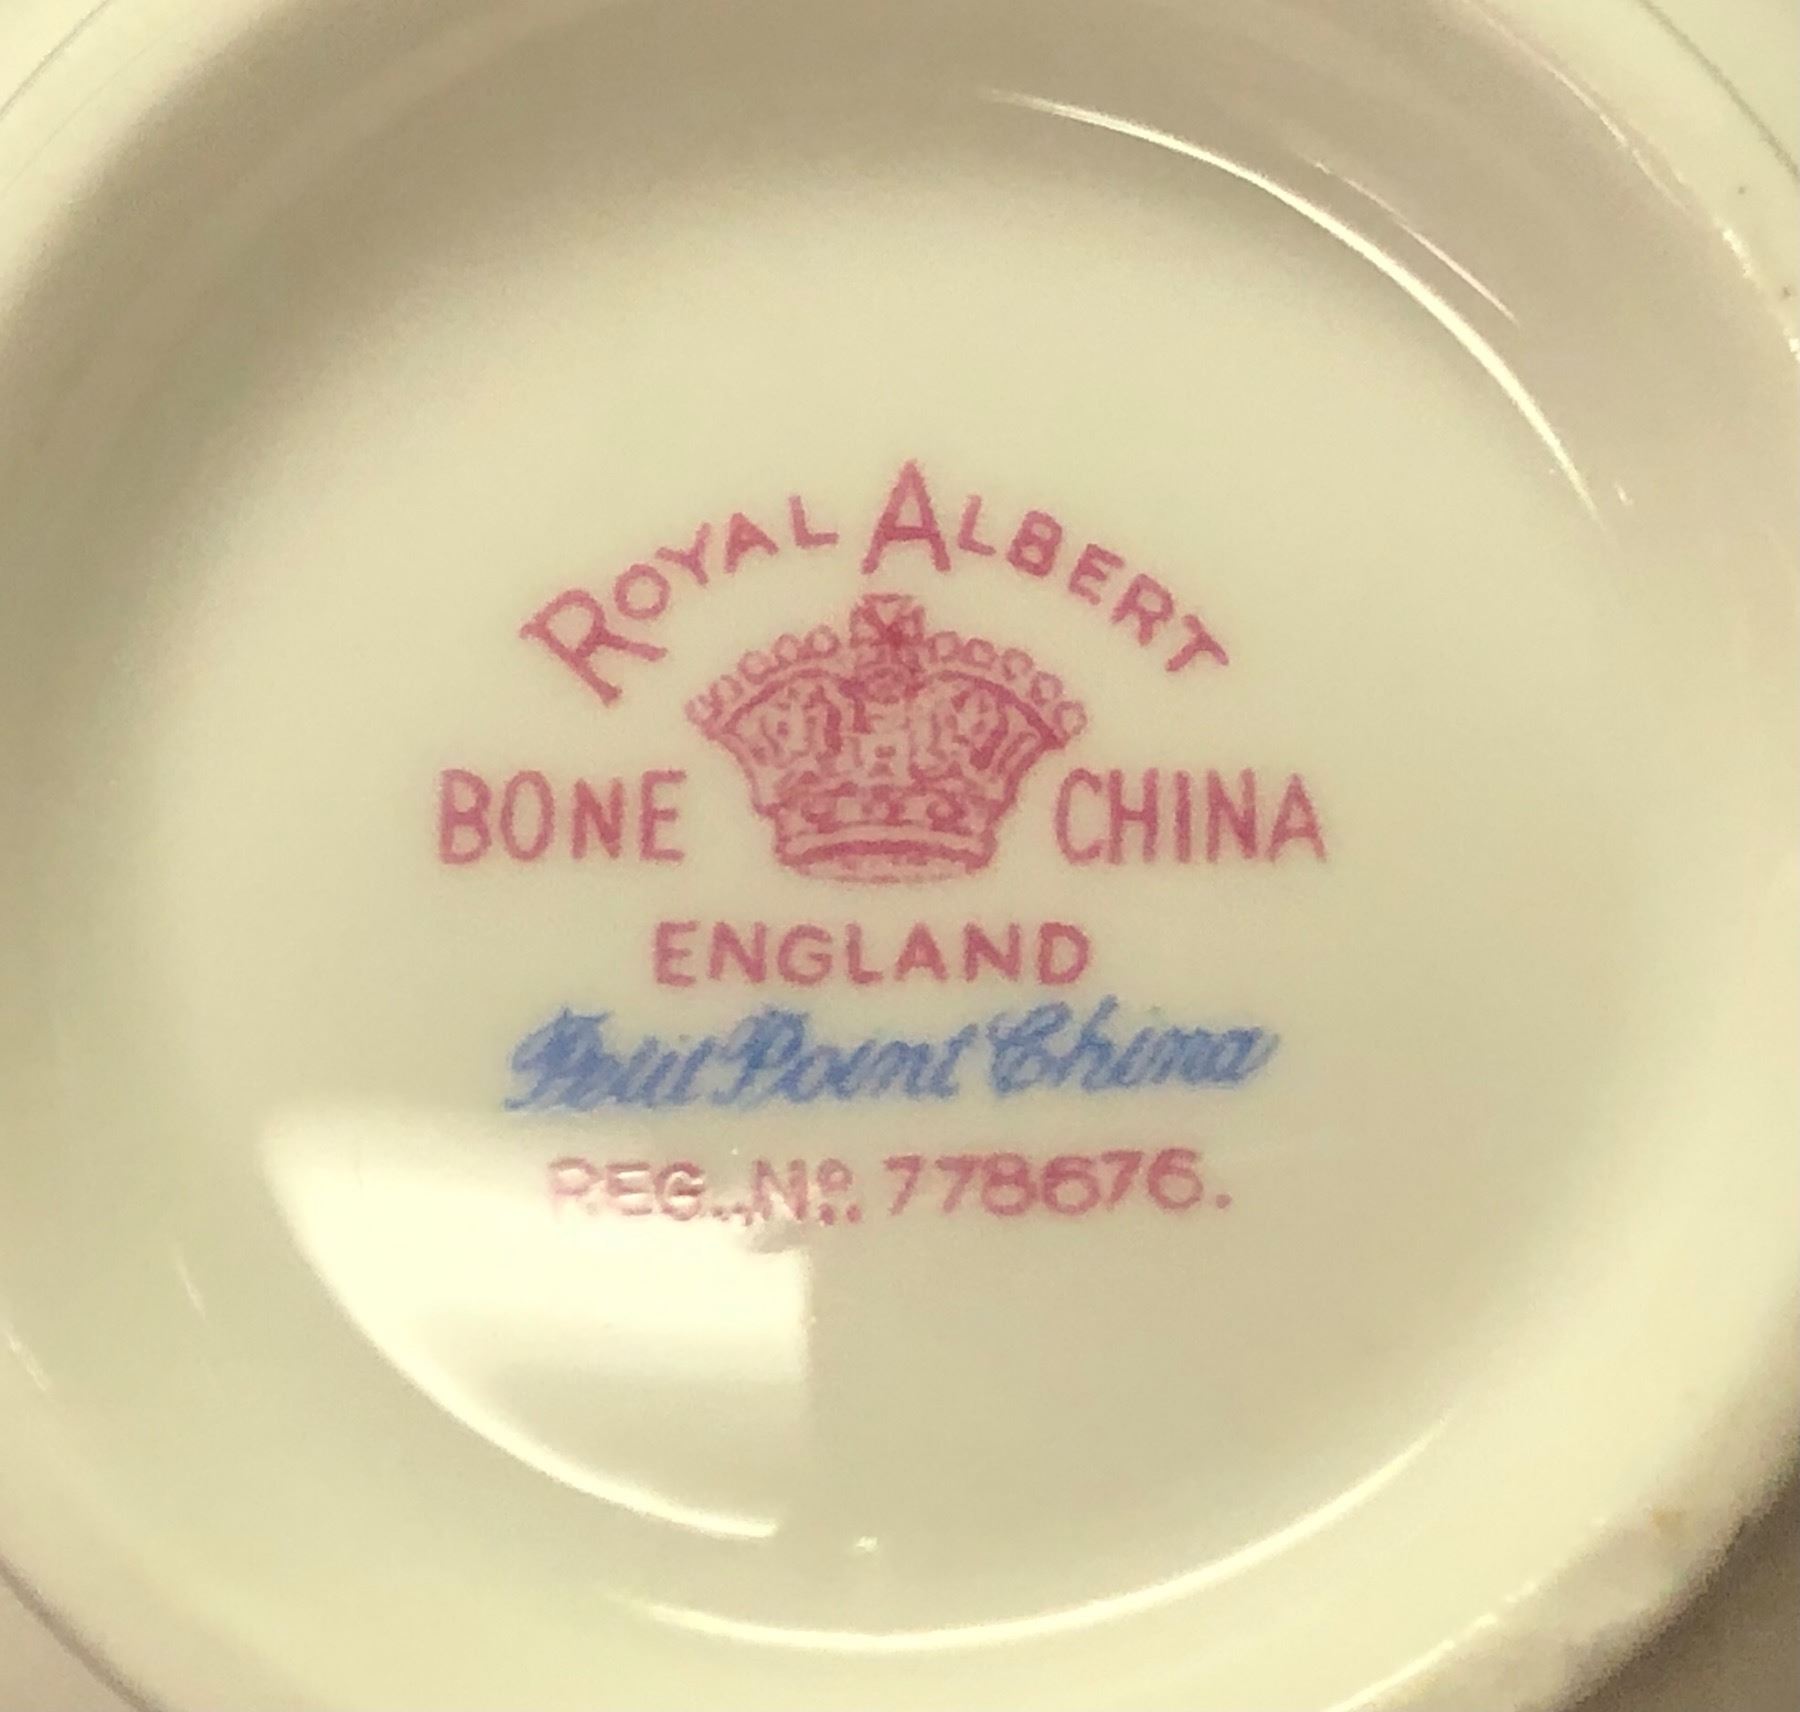 ROYAL ALBERT
BONE CHINA
ENGLAND
Petit Point China
REG. No. 778676.